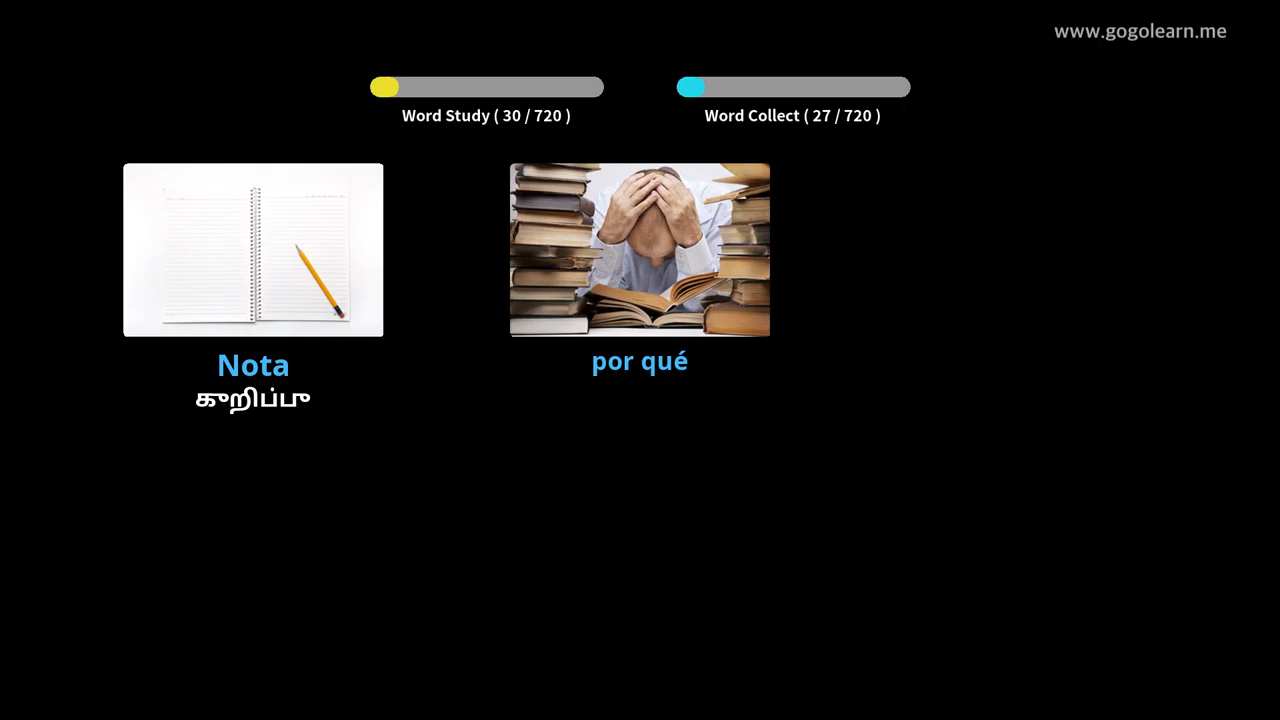 www.gogolearn.me
Word Study ( 30 / 720 )
Word Collect ( 27 / 720 )
Nota
குறிப்பு
por qué